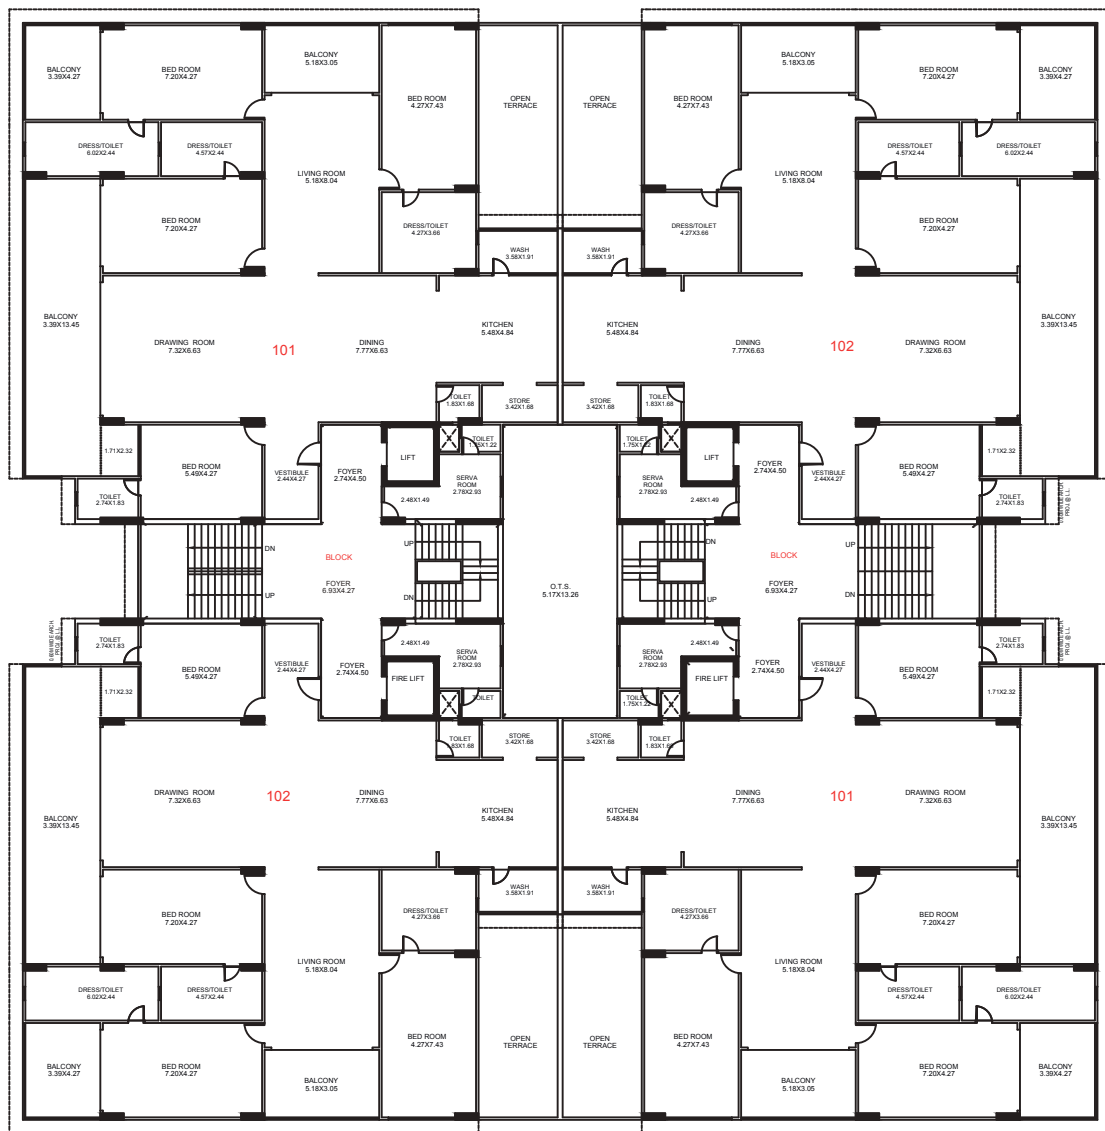 BALCONY
3.39X4.27
BED ROOM
7.20X4.27
BALCONY
5.18X3.05
BED ROOM
4.27X7.43
OPEN
TERRACE
OPEN
TERRACE
BED ROOM
4.27X7.43
BALCONY
5.18X3.05
BED ROOM
7.20X4.27
BALCONY
3.39X4.27
DRESS/TOILET
6.02X2.44
DRESS/TOILET
4.57X2.44
LIVING ROOM
5.18X8.04
LIVING ROOM
5.18X8.04
DRESS/TOILET
4.57X2.44
DRESS/TOILET
6.02X2.44
BED ROOM
7.20X4.27
DRESS/TOILET
4.27X3.66
WASH
3.58X1.91
WASH
3.58X1.91
DRESS/TOILET
4.27X3.66
BED ROOM
7.20X4.27
BALCONY
3.39X13.45
DRAWING ROOM
7.32X6.63
101
DINING
7.77X6.63
KITCHEN
5.48X4.84
KITCHEN
5.48X4.84
DINING
7.77X6.63
102
DRAWING ROOM
7.32X6.63
BALCONY
3.39X13.45
TOILET
1.83X1.68
STORE
3.42X1.68
STORE
3.42X1.68
TOILET
1.83X1.68
1.71X2.32
BED ROOM
5.49X4.27
VESTIBULE
2.44X4.27
FOYER
2.74X4.50
LIFT
TOILET
1.75X1.22
SERVA
ROOM
2.78X2.93
2.48X1.49
TOILET
1.75X1.22
SERVA
ROOM
2.78X2.93
2.48X1.49
LIFT
FOYER
2.74X4.50
VESTIBULE
2.44X4.27
BED ROOM
5.49X4.27
1.71X2.32
TOILET
2.74X1.83
TOILET
2.74X1.83
PROJ.@ L.L.
DN
UP
BLOCK
FOYER
6.93X4.27
UP
DN
O.T.S.
5.17X13.26
DN
UP
BLOCK
FOYER
6.93X4.27
UP
DN
PROJ.@ L.L.
PROJ.@ L.L.
TOILET
2.74X1.83
TOILET
2.74X1.83
1.71X2.32
BED ROOM
5.49X4.27
VESTIBULE
2.44X4.27
FOYER
2.74X4.50
FIRE LIFT
2.48X1.49
SERVA
ROOM
2.78X2.93
TOILET
2.48X1.49
SERVA
ROOM
2.78X2.93
TOILET
1.75X1.22
FIRE LIFT
FOYER
2.74X4.50
VESTIBULE
2.44X4.27
BED ROOM
5.49X4.27
1.71X2.32
TOILET
1.83X1.68
STORE
3.42X1.68
STORE
3.42X1.68
TOILET
1.83X1.68
BALCONY
3.39X13.45
DRAWING ROOM
7.32X6.63
102
DINING
7.77X6.63
KITCHEN
5.48X4.84
KITCHEN
5.48X4.84
DINING
7.77X6.63
101
DRAWING ROOM
7.32X6.63
BALCONY
3.39X13.45
BED ROOM
7.20X4.27
DRESS/TOILET
4.27X3.66
WASH
3.58X1.91
WASH
3.58X1.91
DRESS/TOILET
4.27X3.66
BED ROOM
7.20X4.27
DRESS/TOILET
6.02X2.44
DRESS/TOILET
4.57X2.44
LIVING ROOM
5.18X8.04
LIVING ROOM
5.18X8.04
DRESS/TOILET
4.57X2.44
DRESS/TOILET
6.02X2.44
BALCONY
3.39X4.27
BED ROOM
7.20X4.27
BALCONY
5.18X3.05
BED ROOM
4.27X7.43
OPEN
TERRACE
OPEN
TERRACE
BED ROOM
4.27X7.43
BALCONY
5.18X3.05
BED ROOM
7.20X4.27
BALCONY
3.39X4.27